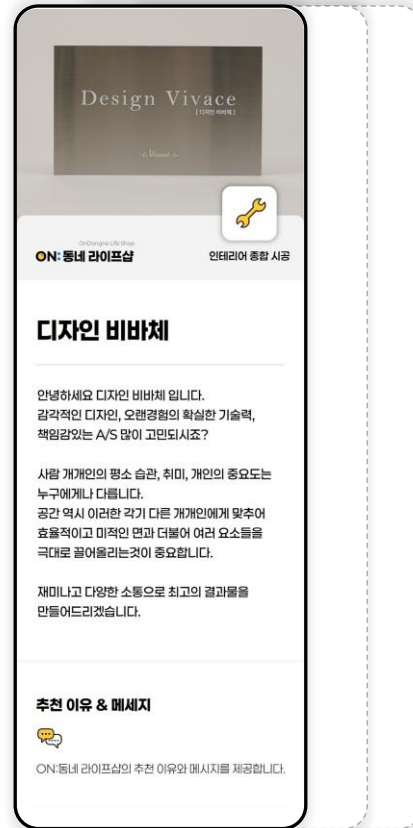 Design Vivace
[ 디자인 비바체 ]
OnDongne Life Shop
ON: 동네 라이프샵
인테리어 종합 시공
디자인 비바체
안녕하세요 디자인 비바체 입니다.
감각적인 디자인, 오랜경험의 확실한 기술력,
책임감있는 A/S 많이 고민되시죠?
사람 개개인의 평소 습관, 취미, 개인의 중요도는
누구에게나 다릅니다.
공간 역시 이러한 각기 다른 개개인에게 맞추어
효율적이고 미적인 면과 더불어 여러 요소들을
극대로 끌어올리는것이 중요합니다.
재미나고 다양한 소통으로 최고의 결과물을
만들어드리겠습니다.
추천 이유 & 메세지
ON:동네 라이프샵의 추천 이유와 메시지를 제공합니다.